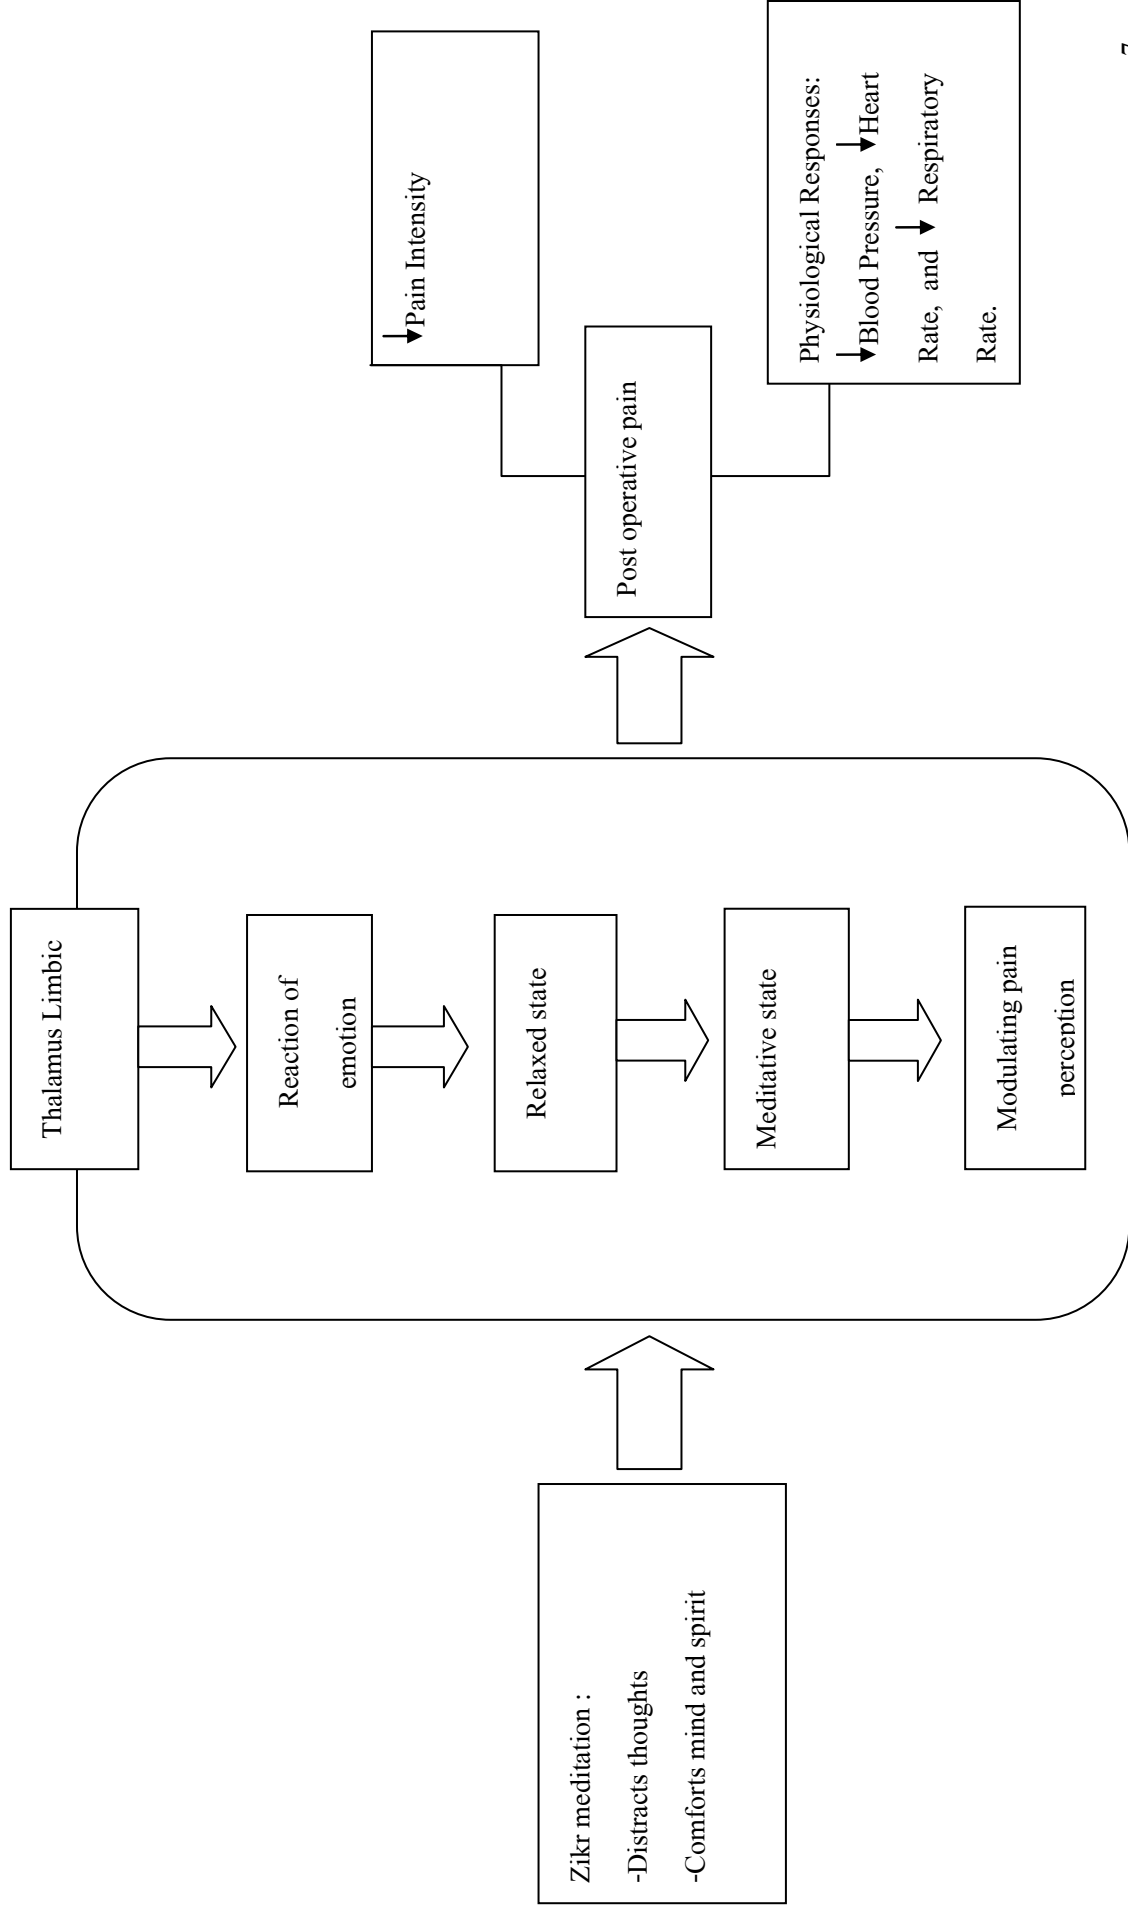 Zikr meditation :
-Distracts thoughts
-Comforts mind and spirit
Thalamus Limbic
Reaction of
emotion
Relaxed state
Meditative state
Modulating pain
perception
Post operative pain
↓Pain Intensity
Physiological Responses:
↓Blood Pressure, ↓Heart
Rate, and ↓ Respiratory
Rate.